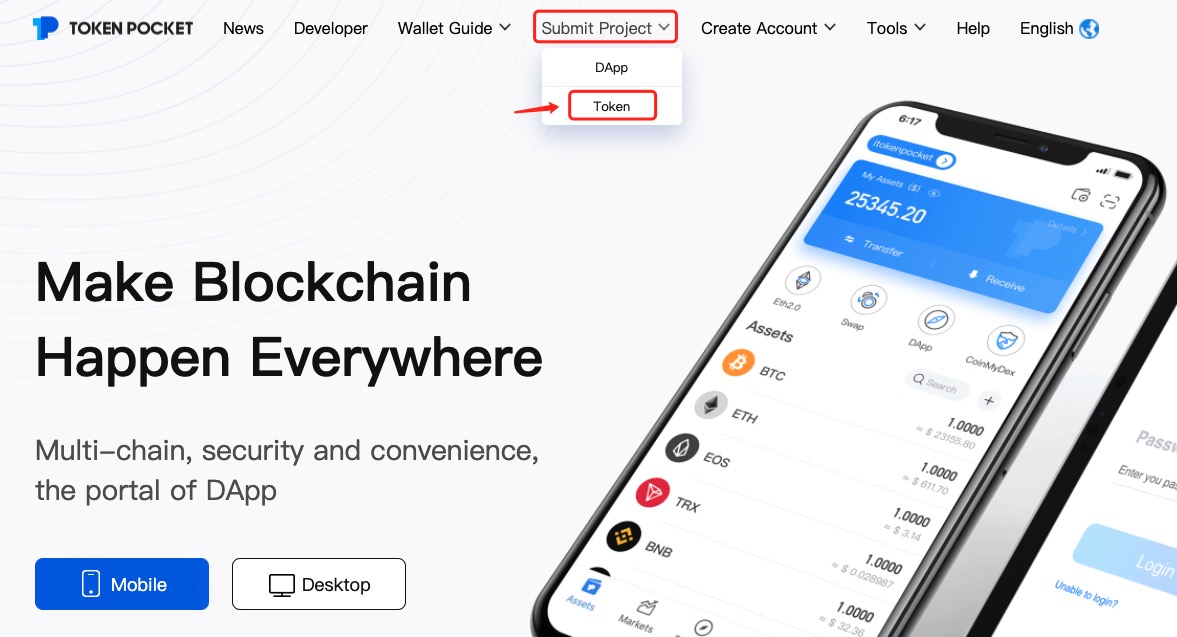 TOKEN POCKET
News
Developer
Wallet Guide
Submit Project
Create Account
Tools
Help
English
DApp
Token
Make Blockchain
Happen Everywhere
Multi-chain, security and convenience,
the portal of DApp
Mobile
Desktop
6:17
itokenpocket
My Assets ($)
Details
25345.20
Transfer
Receive
Eth2.0
Swap
DApp
CoinMyDex
Assets
Search
BTC
1.0000
≈ $ 23155.80
ETH
1.0000
≈ $ 611.70
EOS
1.0000
≈ $ 3.14
TRX
1.0000
≈ $ 0.028987
BNB
1.0000
≈ $ 32.36
Assets
Markets
Enter you
Login
Unable to login?